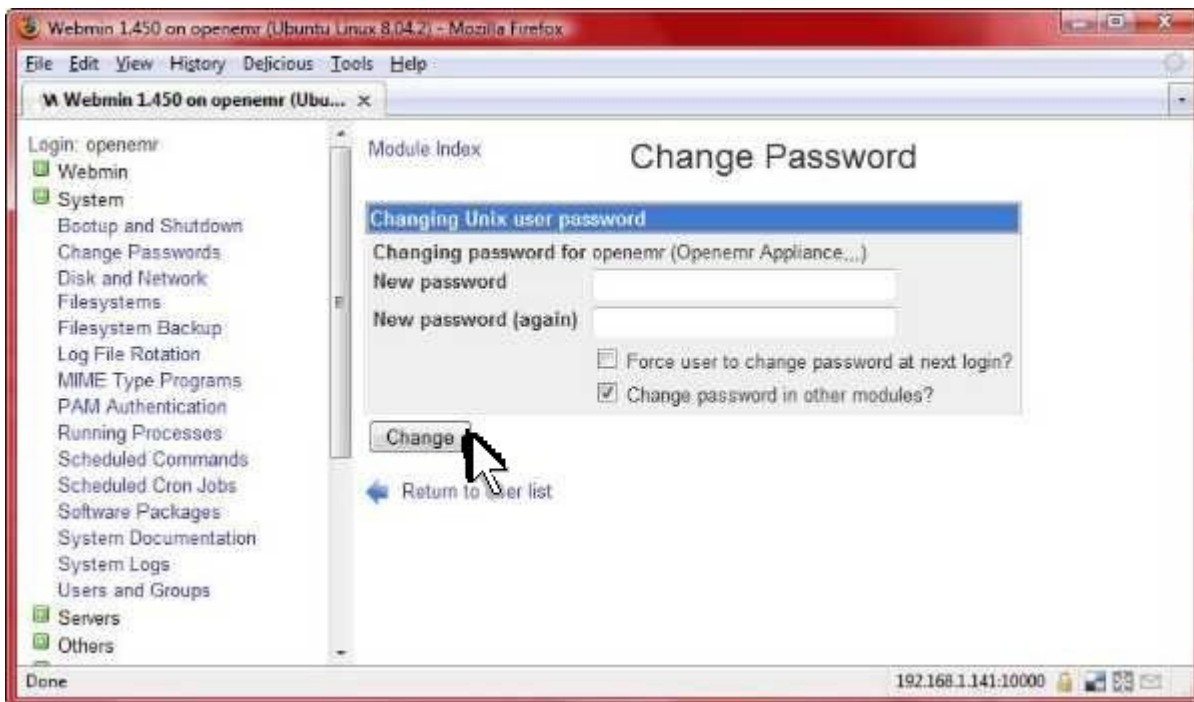 Webmin 1.450 on openemr (Ubuntu Linux 8.04.2) - Mozilla Firefox
File Edit View History Delicious Tools Help
Webmin 1.450 on openemr (Ubu...
Login: openemr
Webmin
System
Bootup and Shutdown
Change Passwords
Disk and Network
Filesystems
Filesystem Backup
Log File Rotation
MIME Type Programs
PAM Authentication
Running Processes
Scheduled Commands
Scheduled Cron Jobs
Software Packages
System Documentation
System Logs
Users and Groups
Servers
Others
Module Index
Change Password
Changing Unix user password
Changing password for openemr (Openemr Appliance,,,)
New password
New password (again)
Force user to change password at next login?
Change password in other modules?
Change
Return to user list
Done
192.168.1.141:10000